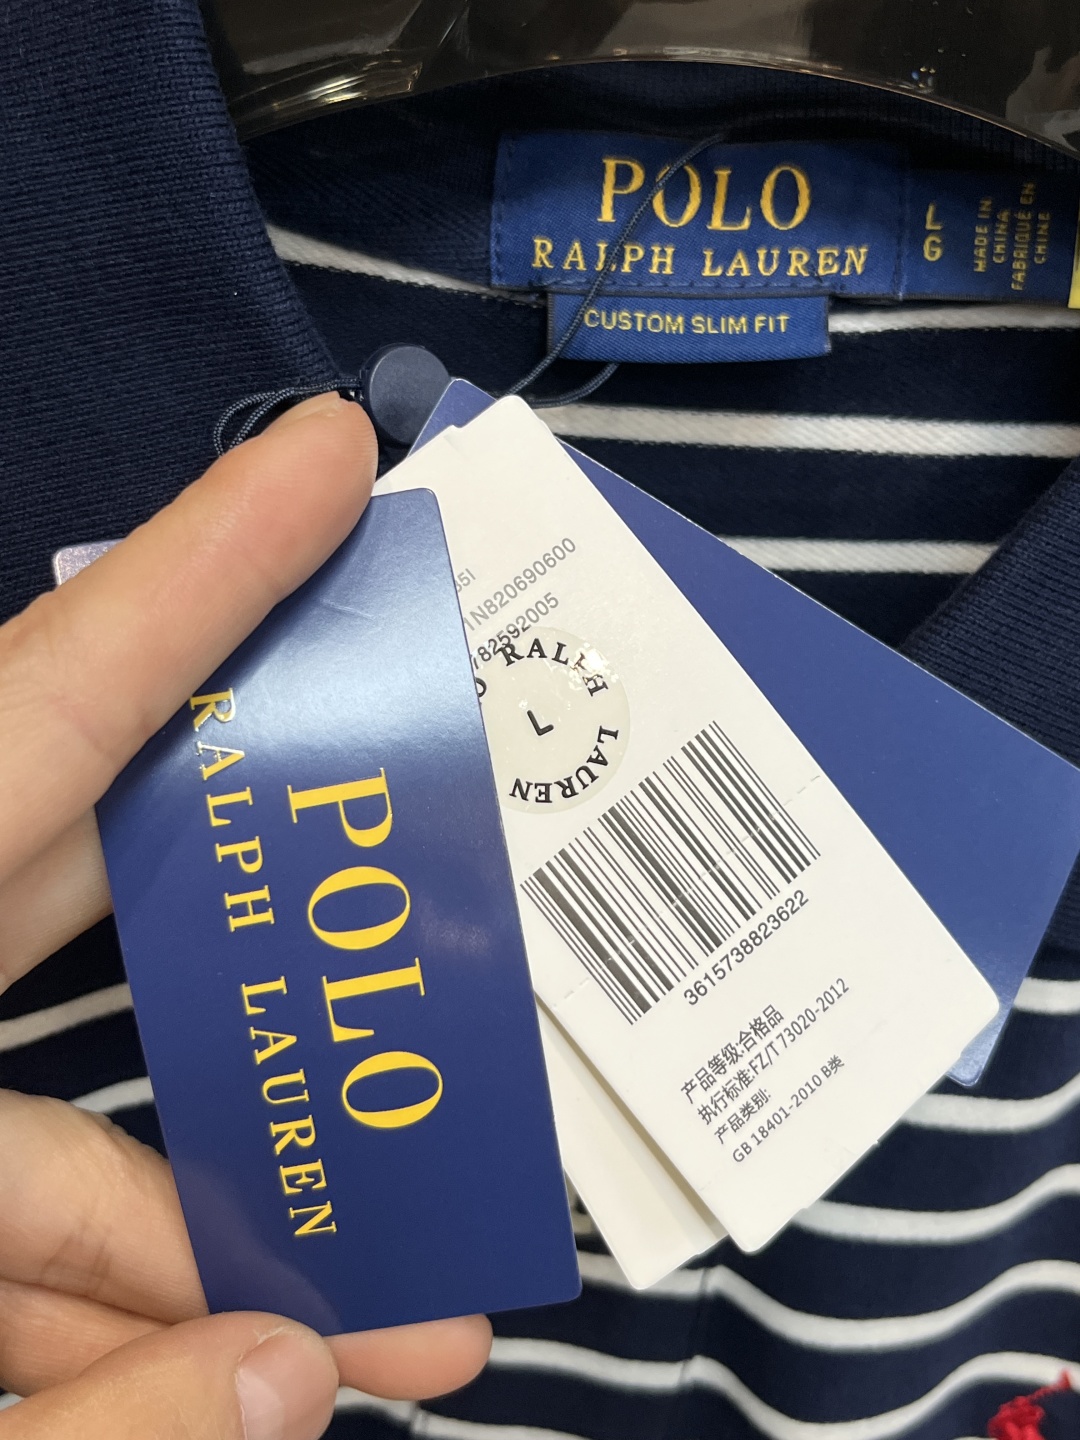 POLO
RALPH LAUREN
L
G
MADE IN
CHINA
FABRIQUÉ EN
CHINE
CUSTOM SLIM FIT
1N820690600
782592005
RALPH LAUREN
L
3615738823622
产品等级:合格品
执行标准:FZ/T 73020-2012
产品类别:
GB 18401-2010 B类
POLO
RALPH LAUREN